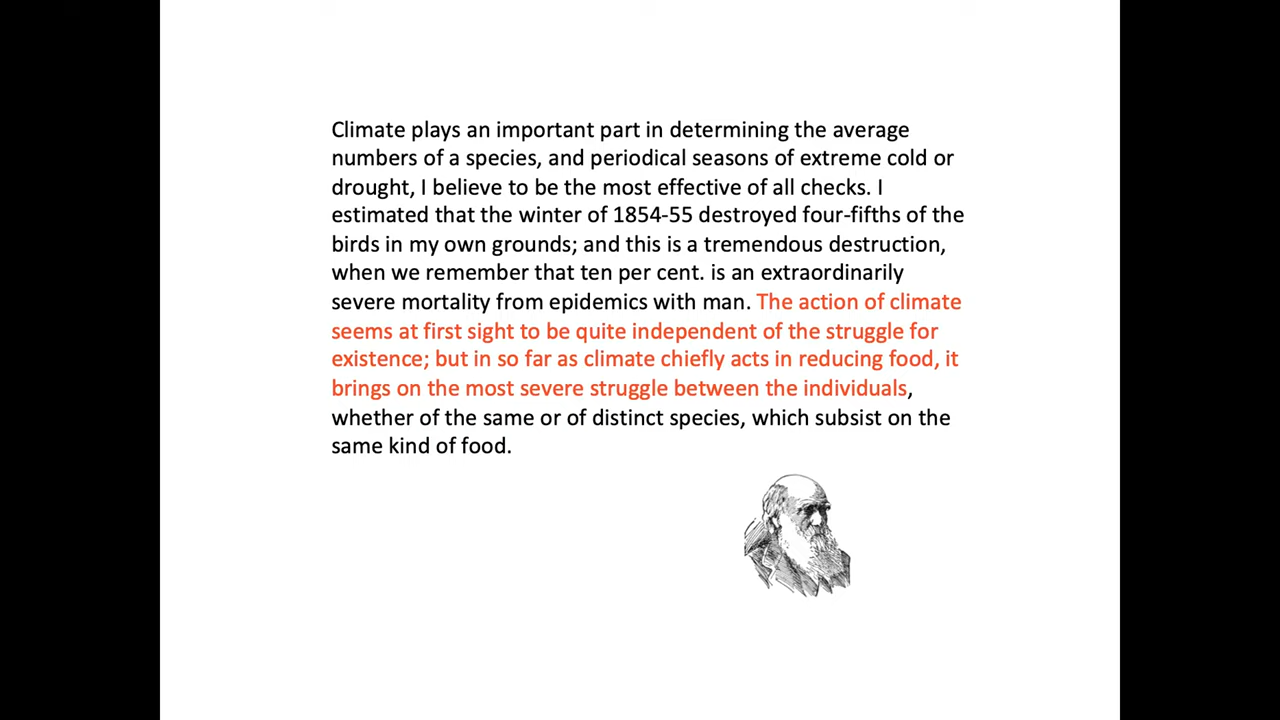 Climate plays an important part in determining the average
numbers of a species, and periodical seasons of extreme cold or
drought, I believe to be the most effective of all checks. I
estimated that the winter of 1854-55 destroyed four-fifths of the
birds in my own grounds; and this is a tremendous destruction,
when we remember that ten per cent. is an extraordinarily
severe mortality from epidemics with man. The action of climate
seems at first sight to be quite independent of the struggle for
existence; but in so far as climate chiefly acts in reducing food, it
brings on the most severe struggle between the individuals,
whether of the same or of distinct species, which subsist on the
same kind of food.